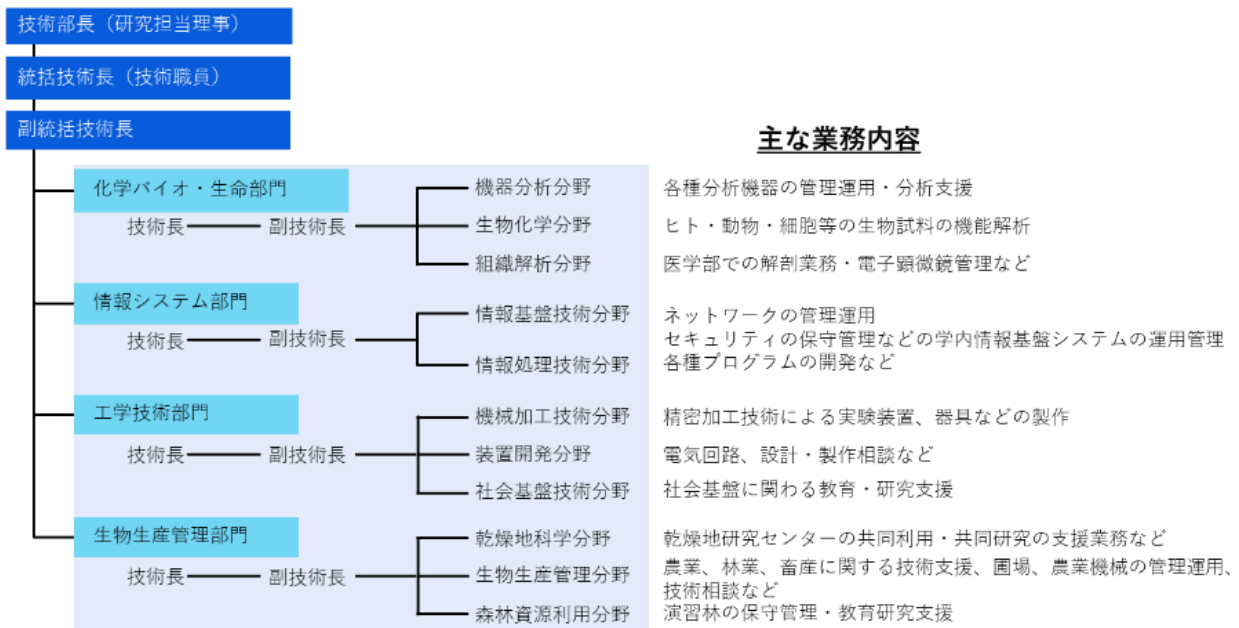 技術部長（研究担当理事）
統括技術長（技術職員）
副統括技術長
主な業務内容
化学バイオ・生命部門
技術長 副技術長
機器分析分野 各種分析機器の管理運用・分析支援
生物化学分野 ヒト・動物・細胞等の生物試料の機能解析
組織解析分野 医学部での解剖業務・電子顕微鏡管理など
情報システム部門
技術長 副技術長
情報基盤技術分野 ネットワークの管理運用
セキュリティの保守管理などの学内情報基盤システムの運用管理
情報処理技術分野 各種プログラムの開発など
工学技術部門
技術長 副技術長
機械加工技術分野 精密加工技術による実験装置、器具などの製作
装置開発分野 電気回路、設計・製作相談など
社会基盤技術分野 社会基盤に関わる教育・研究支援
生物生産管理部門
技術長 副技術長
乾燥地科学分野 乾燥地研究センターの共同利用・共同研究の支援業務など
生物生産管理分野 農業、林業、畜産に関する技術支援、圃場、農業機械の管理運用、
技術相談など
森林資源利用分野 演習林の保守管理・教育研究支援